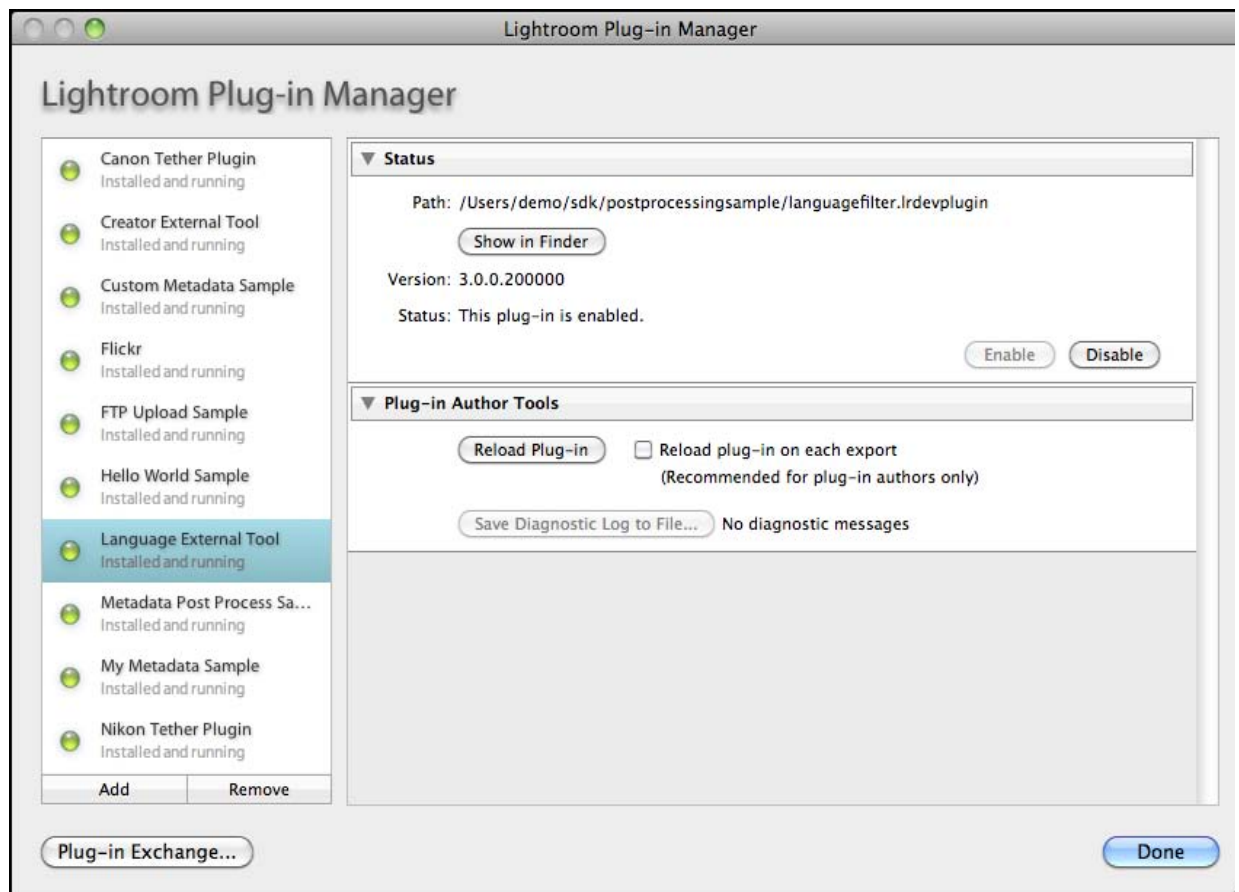 Lightroom Plug-in Manager
Lightroom Plug-in Manager
Canon Tether Plugin
Installed and running
Creator External Tool
Installed and running
Custom Metadata Sample
Installed and running
Flickr
Installed and running
FTP Upload Sample
Installed and running
Hello World Sample
Installed and running
Language External Tool
Installed and running
Metadata Post Process Sa...
Installed and running
My Metadata Sample
Installed and running
Nikon Tether Plugin
Installed and running
Add Remove
Status
Path: /Users/demo/sdk/postprocessingsample/languagefilter.lrdevplugin
Show in Finder
Version: 3.0.0.200000
Status: This plug-in is enabled.
Enable Disable
Plug-in Author Tools
Reload Plug-in Reload plug-in on each export
(Recommended for plug-in authors only)
Save Diagnostic Log to File... No diagnostic messages
Plug-in Exchange... Done